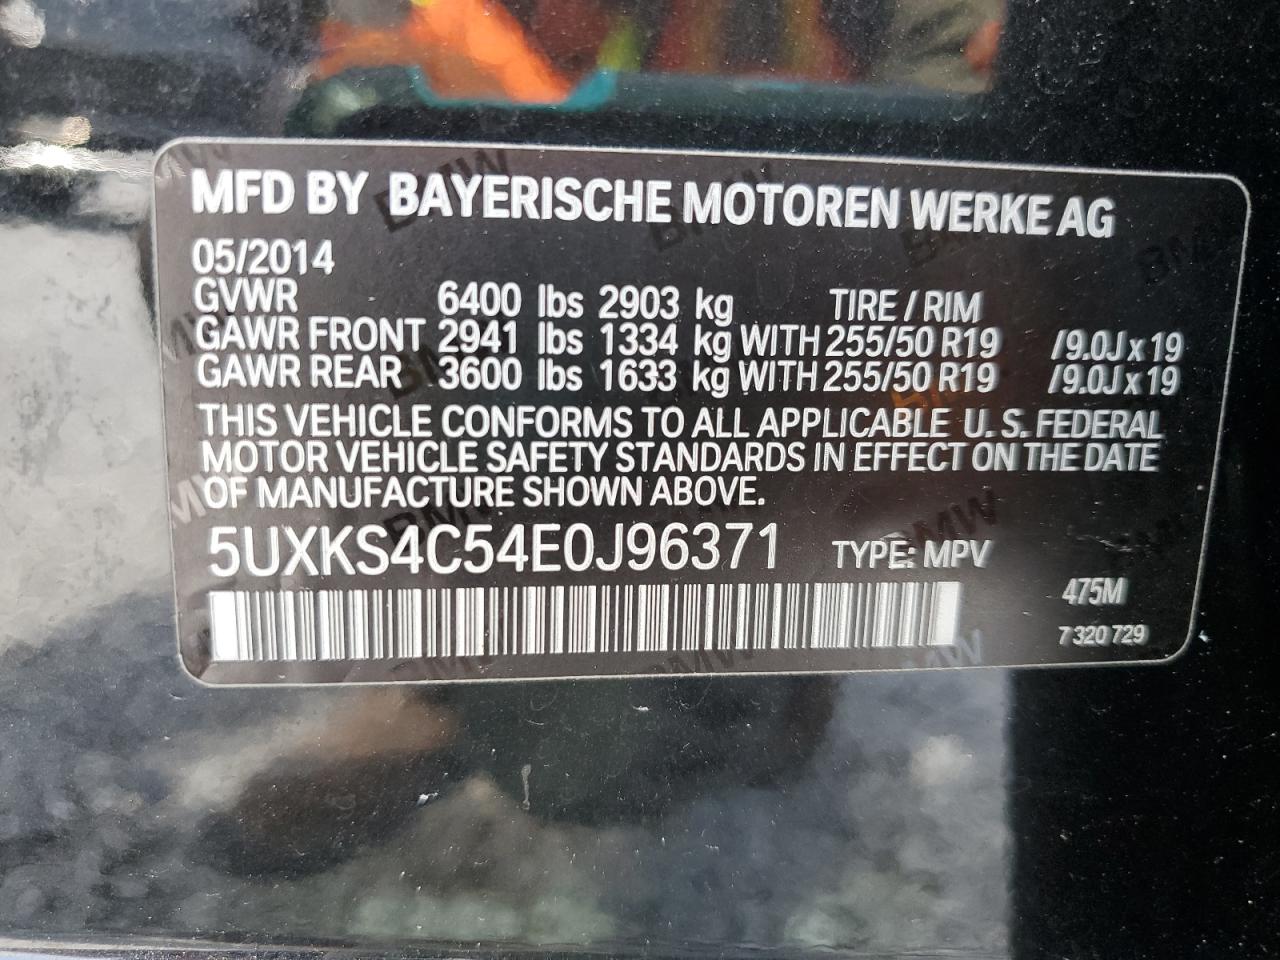 MFD BY BAYERISCHE MOTOREN WERKE AG
05/2014
GVWR 6400 lbs 2903 kg TIRE / RIM
GAWR FRONT 2941 lbs 1334 kg WITH 255/50 R19 /9.0J x 19
GAWR REAR 3600 lbs 1633 kg WITH 255/50 R19 /9.0J x 19
THIS VEHICLE CONFORMS TO ALL APPLICABLE U.S. FEDERAL
MOTOR VEHICLE SAFETY STANDARDS IN EFFECT ON THE DATE
OF MANUFACTURE SHOWN ABOVE.
5UXKS4C54E0J96371 TYPE: MPV
475M
7 320 729